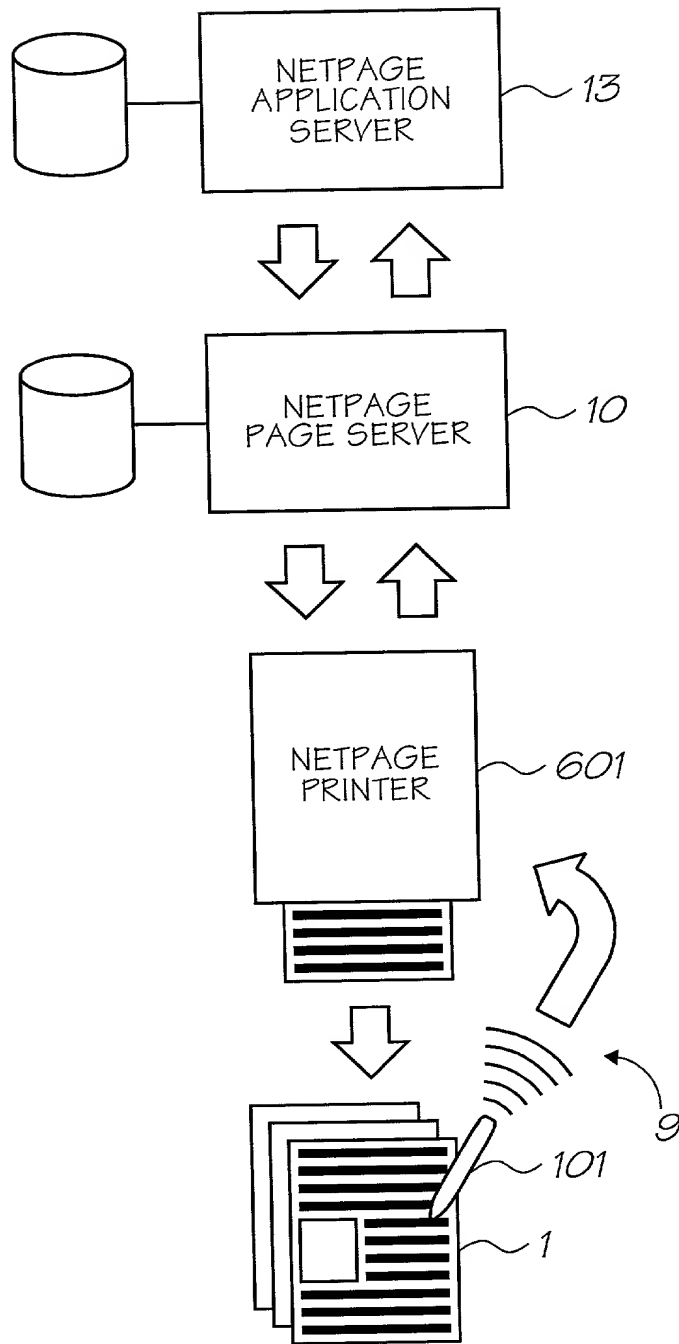 NETPAGE
APPLICATION
SERVER
13
NETPAGE
PAGE SERVER
10
NETPAGE
PRINTER
601
9
101
1